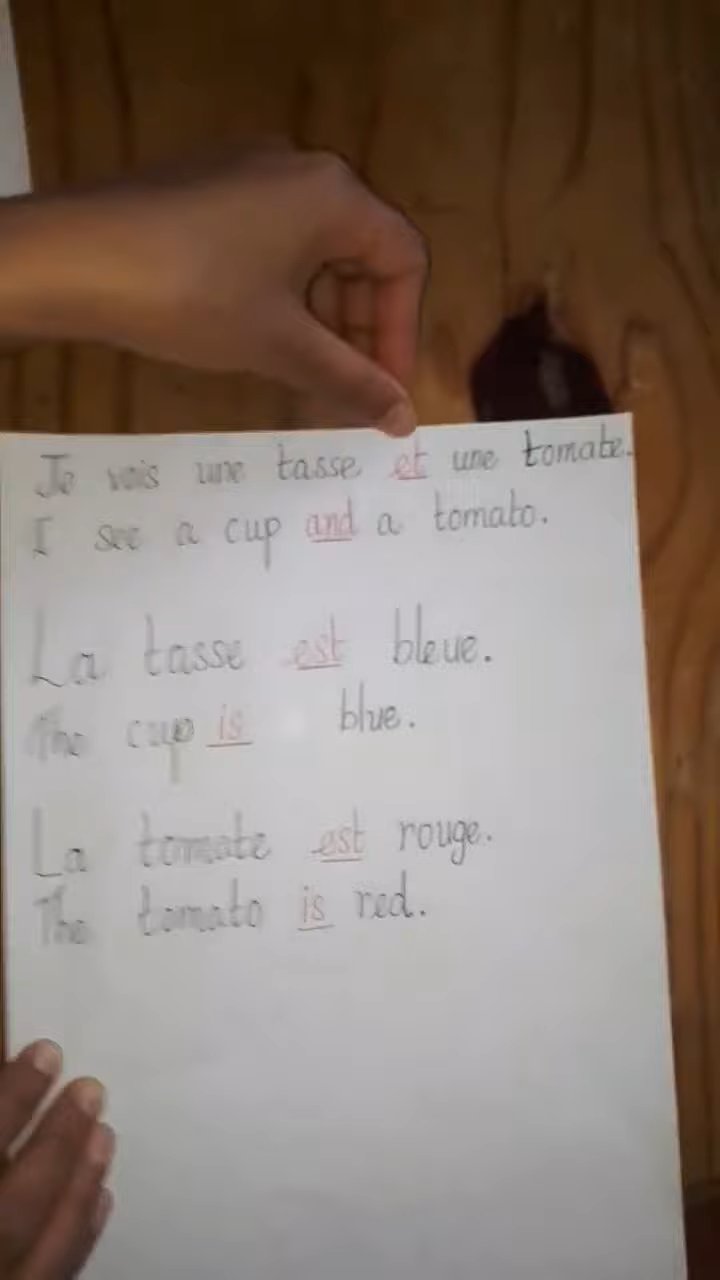 Je vois une tasse et une tomate.
I see a cup and a tomato.
La tasse est bleue.
The cup is blue.
La tomate est rouge.
The tomato is red.